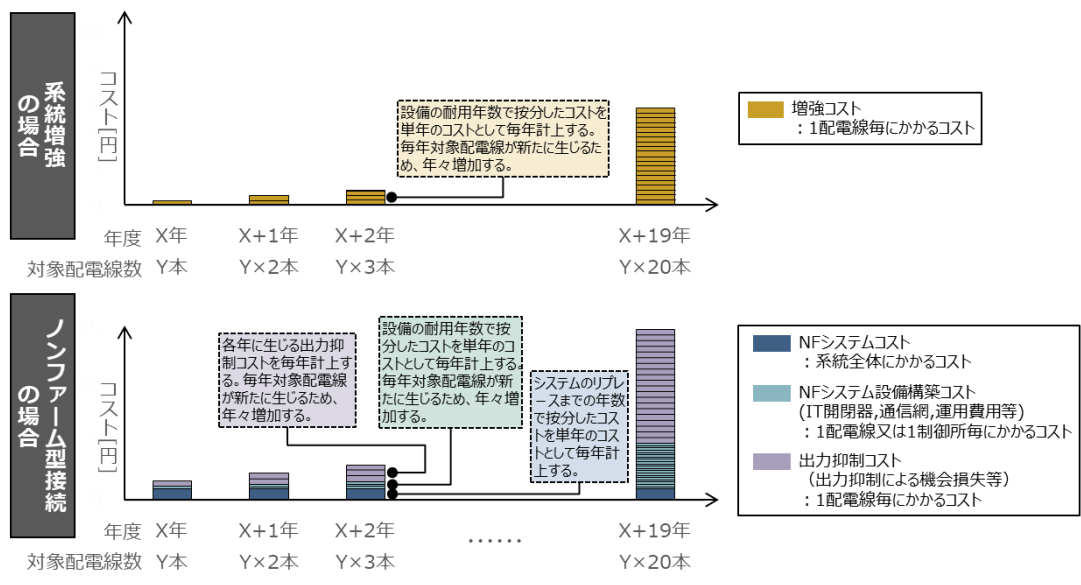 系統増強
の場合
コスト[円]
設備の耐用年数で按分したコストを
単年のコストとして毎年計上する。
毎年対象配電線が新たに生じるため
、年々増加する。
増強コスト
：1配電線毎にかかるコスト
年度 X年 X+1年 X+2年 X+19年
対象配電線数 Y本 Y×2本 Y×3本 Y×20本
ノンファーム型接続
の場合
コスト[円]
各年に生じる出力抑
制コストを毎年計上す
る。毎年対象配電線
が新たに生じるため、
年々増加する。
設備の耐用年数で按
分したコストを単年のコ
ストとして毎年計上する。
毎年対象配電線が新
たに生じるため、年々増
加する。
システムのリプレ
ースまでの年数
で按分したコス
トを単年のコス
トとして毎年計
上する。
NFシステムコスト
：系統全体にかかるコスト
NFシステム設備構築コスト
(IT開閉器,通信網,運用費用等)
：1配電線又は1制御所毎にかかるコスト
出力抑制コスト
（出力抑制による機会損失等）
：1配電線毎にかかるコスト
年度 X年 X+1年 X+2年 …… X+19年
対象配電線数 Y本 Y×2本 Y×3本 Y×20本